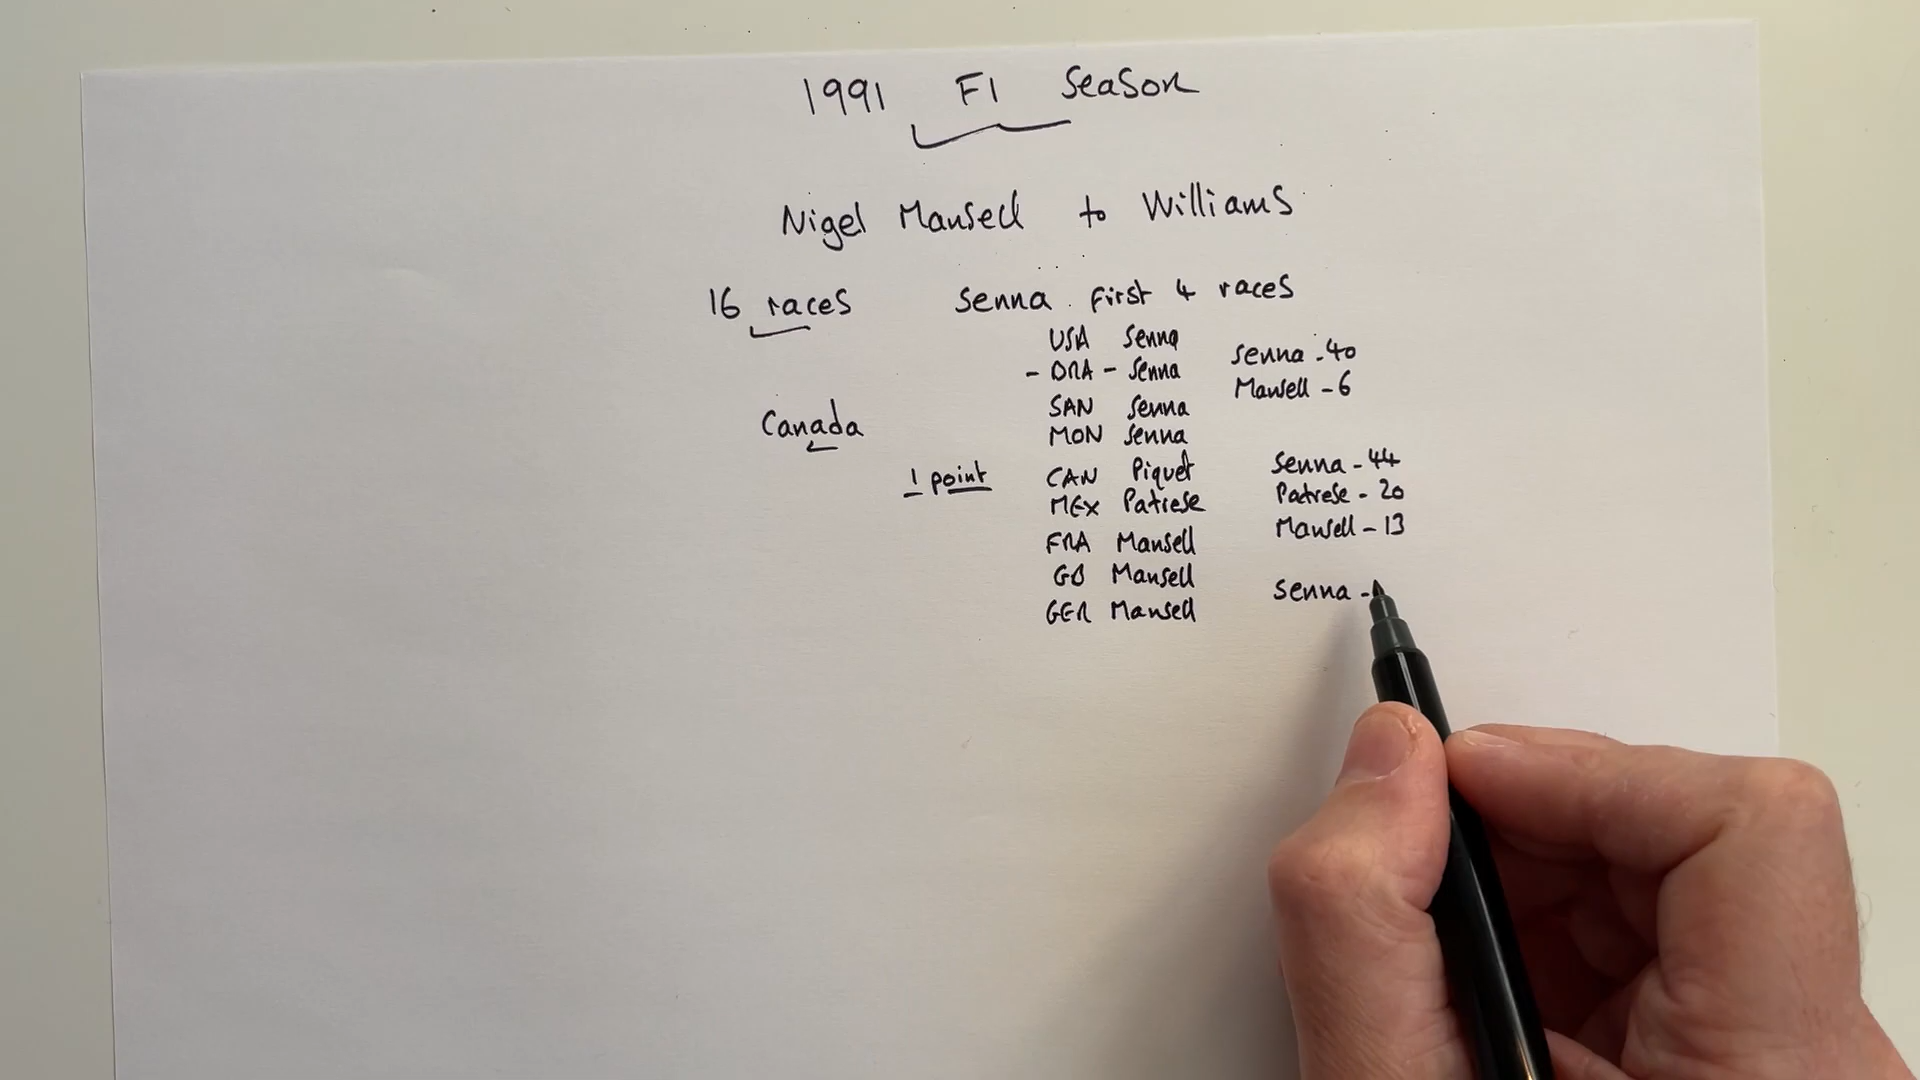 1991 F1 Season
Nigel Mansell to Williams
16 races
Senna first 4 races
USA Senna
- BRA - Senna
SAN Senna
MON Senna
Senna - 40
Mansell - 6
Canada
1 point
CAN Piquet
MEX Patrese
FRA Mansell
GB Mansell
GER Mansell
Senna - 44
Patrese - 20
Mansell - 13
Senna -